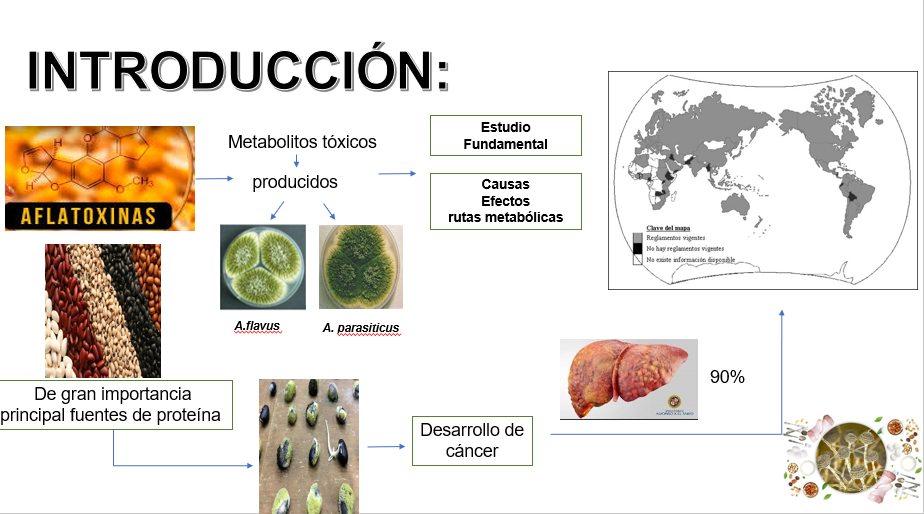 INTRODUCCIÓN:
AFLATOXINAS
O
O
O
H
H
O
OCH₃
Metabolitos tóxicos
producidos
A.flavus
A. parasiticus
Estudio
Fundamental
Causas
Efectos
rutas metabólicas
Clave del mapa
Reglamentos vigentes
No hay reglamentos vigentes
No existe información disponible
De gran importancia
principal fuentes de proteína
Desarrollo de
cáncer
90%